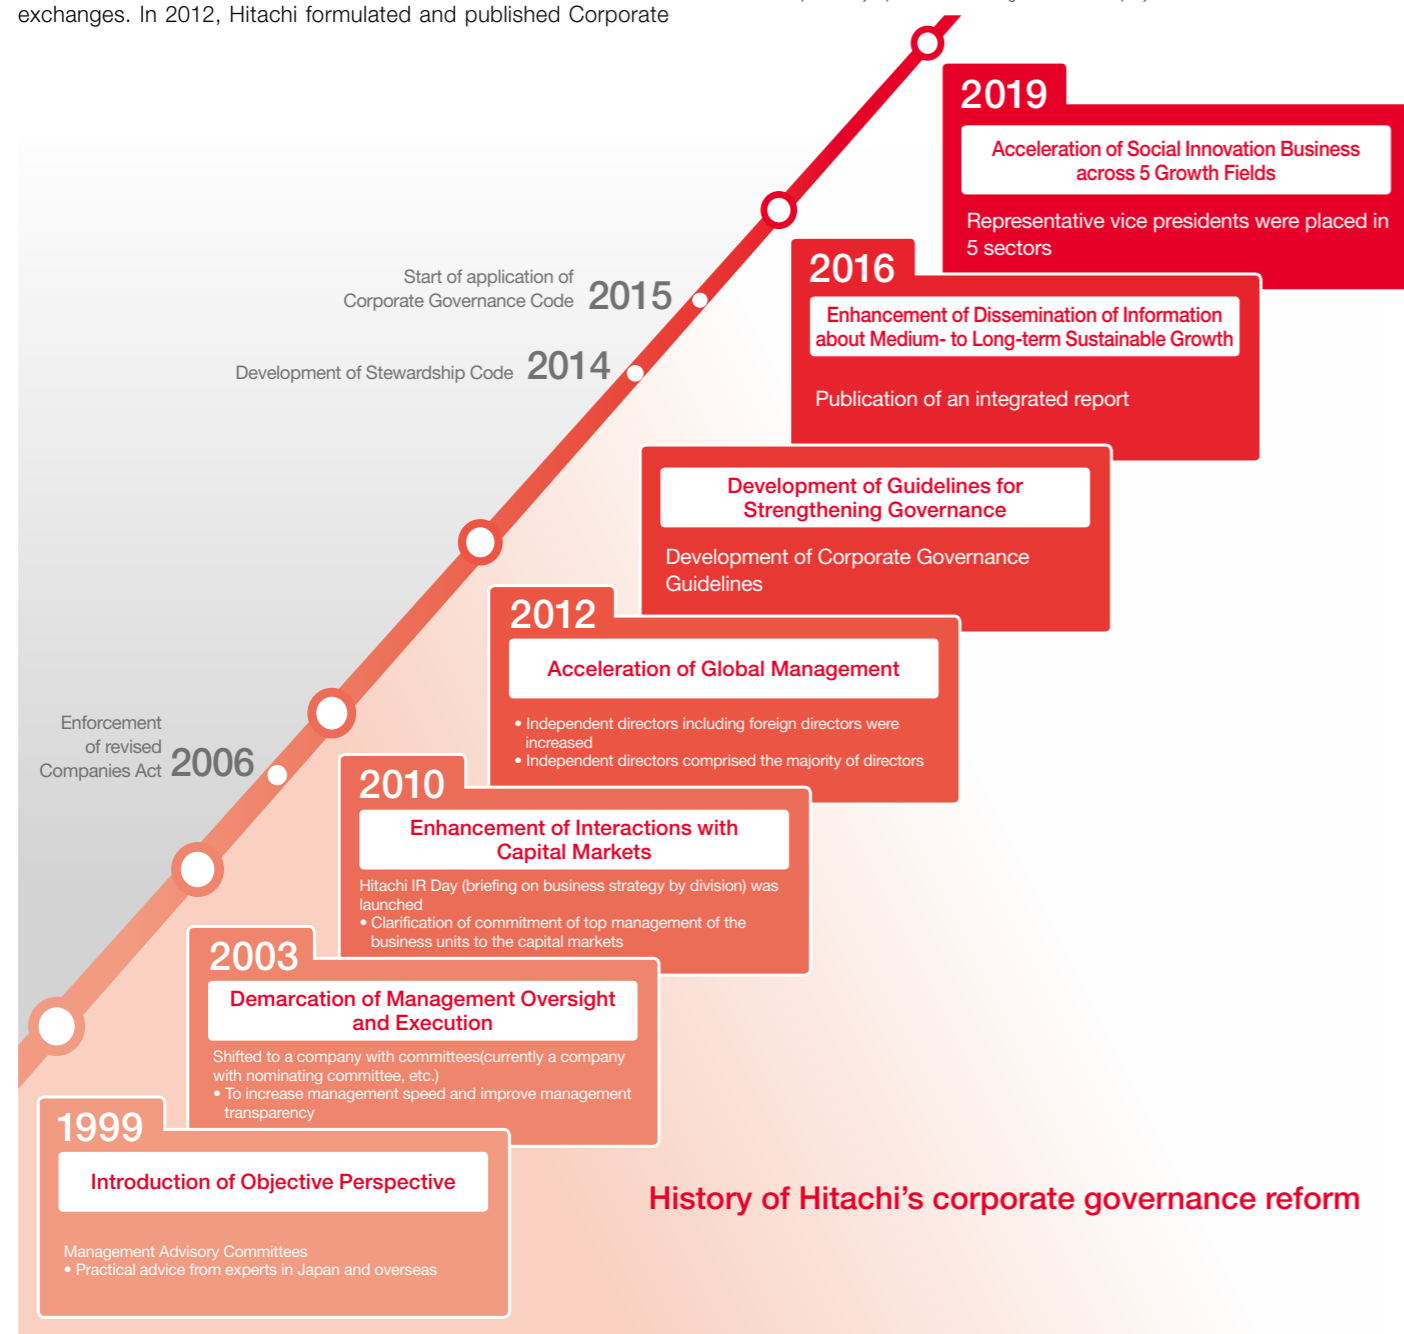 exchanges. In 2012, Hitachi formulated and published Corporate
2019
Acceleration of Social Innovation Business
across 5 Growth Fields
Representative vice presidents were placed in
5 sectors
2016
Enhancement of Dissemination of Information
about Medium- to Long-term Sustainable Growth
Publication of an integrated report
Start of application of
Corporate Governance Code 2015
Development of Stewardship Code 2014
Development of Guidelines for
Strengthening Governance
Development of Corporate Governance
Guidelines
2012
Acceleration of Global Management
• Independent directors including foreign directors were
increased
• Independent directors comprised the majority of directors
Enforcement
of revised
Companies Act 2006
2010
Enhancement of Interactions with
Capital Markets
Hitachi IR Day (briefing on business strategy by division) was
launched
• Clarification of commitment of top management of the
business units to the capital markets
2003
Demarcation of Management Oversight
and Execution
Shifted to a company with committees(currently a company
with nominating committee, etc.)
• To increase management speed and improve management
transparency
1999
Introduction of Objective Perspective
Management Advisory Committees
• Practical advice from experts in Japan and overseas
History of Hitachi’s corporate governance reform